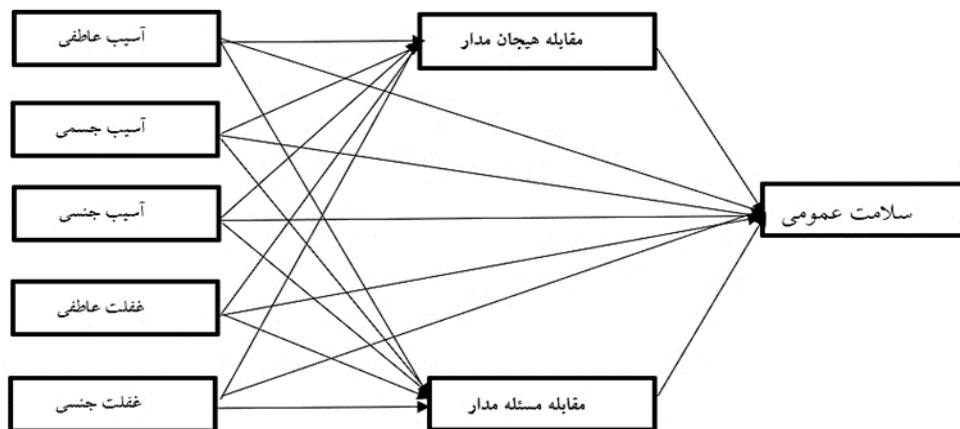 آسیب عاطفی
مقابله هیجان مدار
آسیب جسمی
آسیب جنسی
سلامت عمومی
غفلت عاطفی
غفلت جنسی
مقابله مسئله مدار